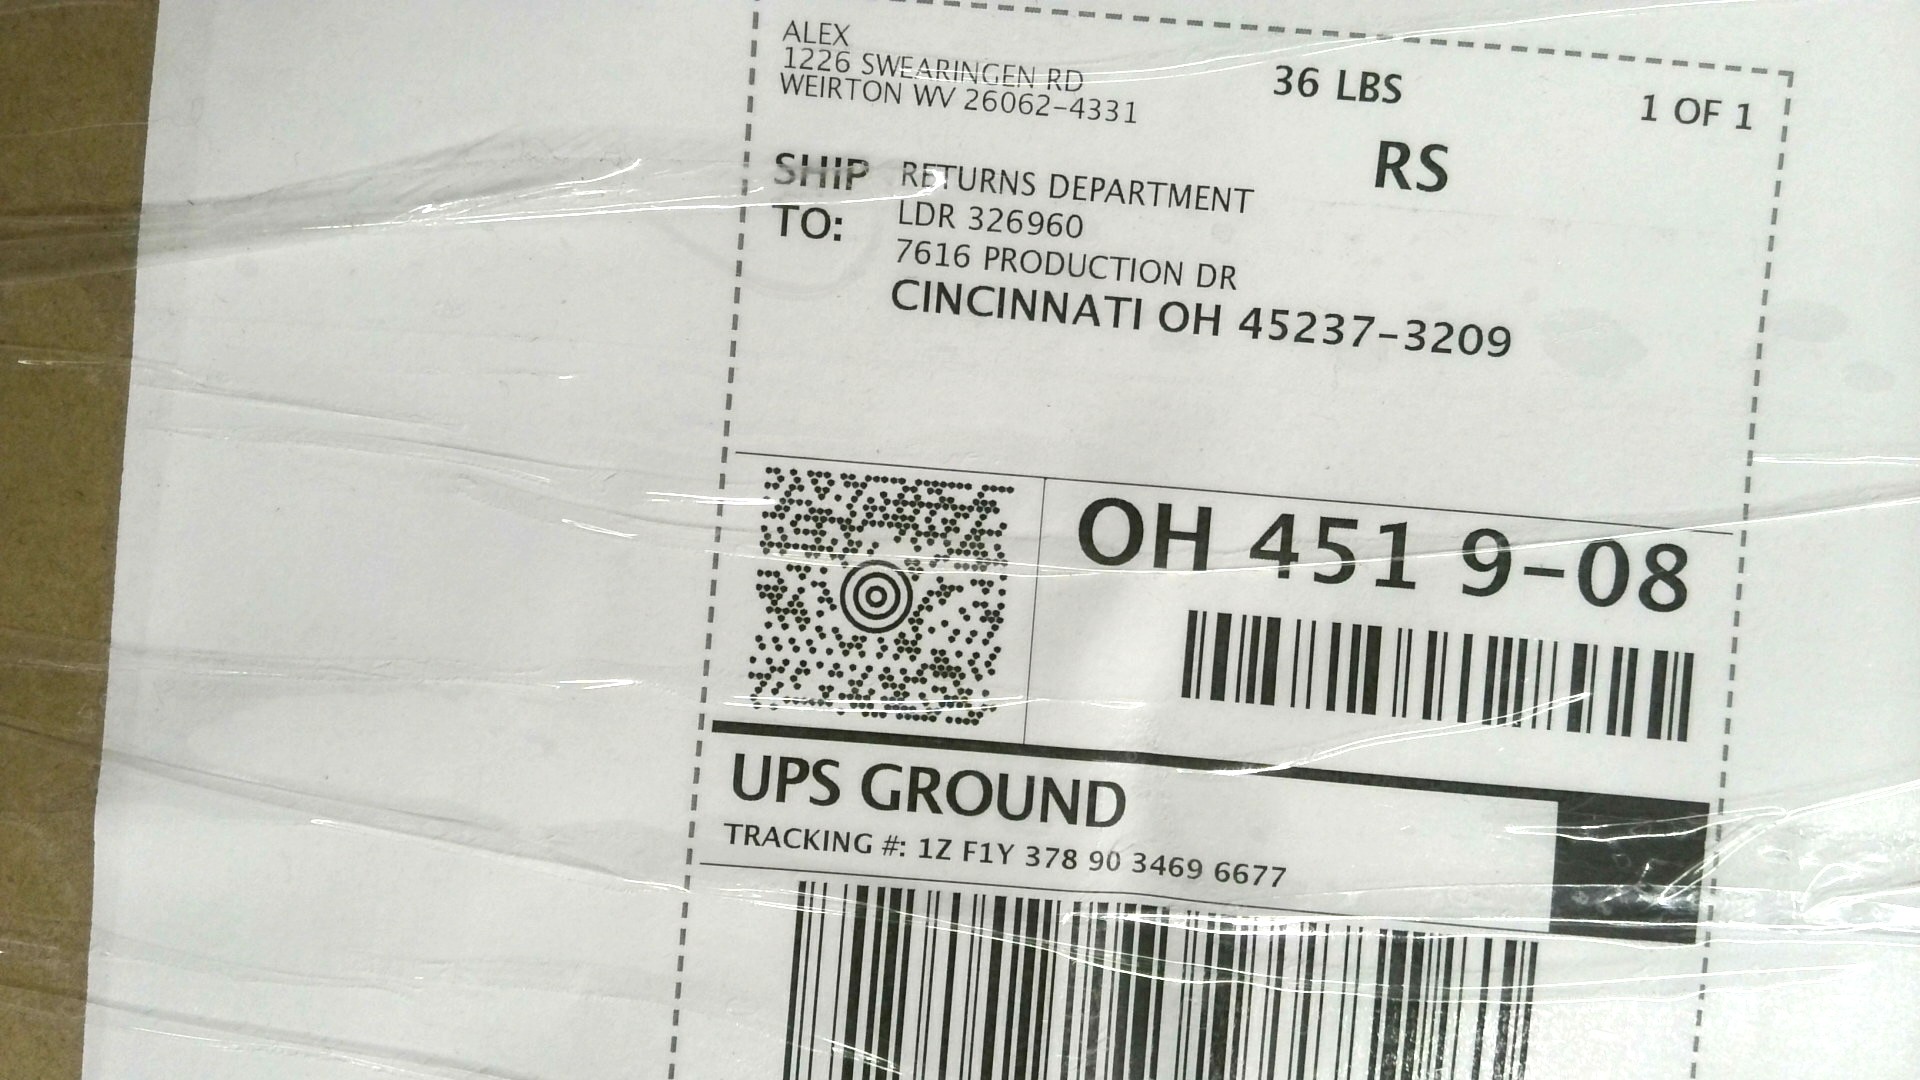 ALEX
1226 SWEARINGEN RD
WEIRTON WV 26062-4331
36 LBS
1 OF 1
RS
SHIP TO:
RETURNS DEPARTMENT
LDR 326960
7616 PRODUCTION DR
CINCINNATI OH 45237-3209
OH 451 9-08
UPS GROUND
TRACKING #: 1Z F1Y 378 90 3469 6677